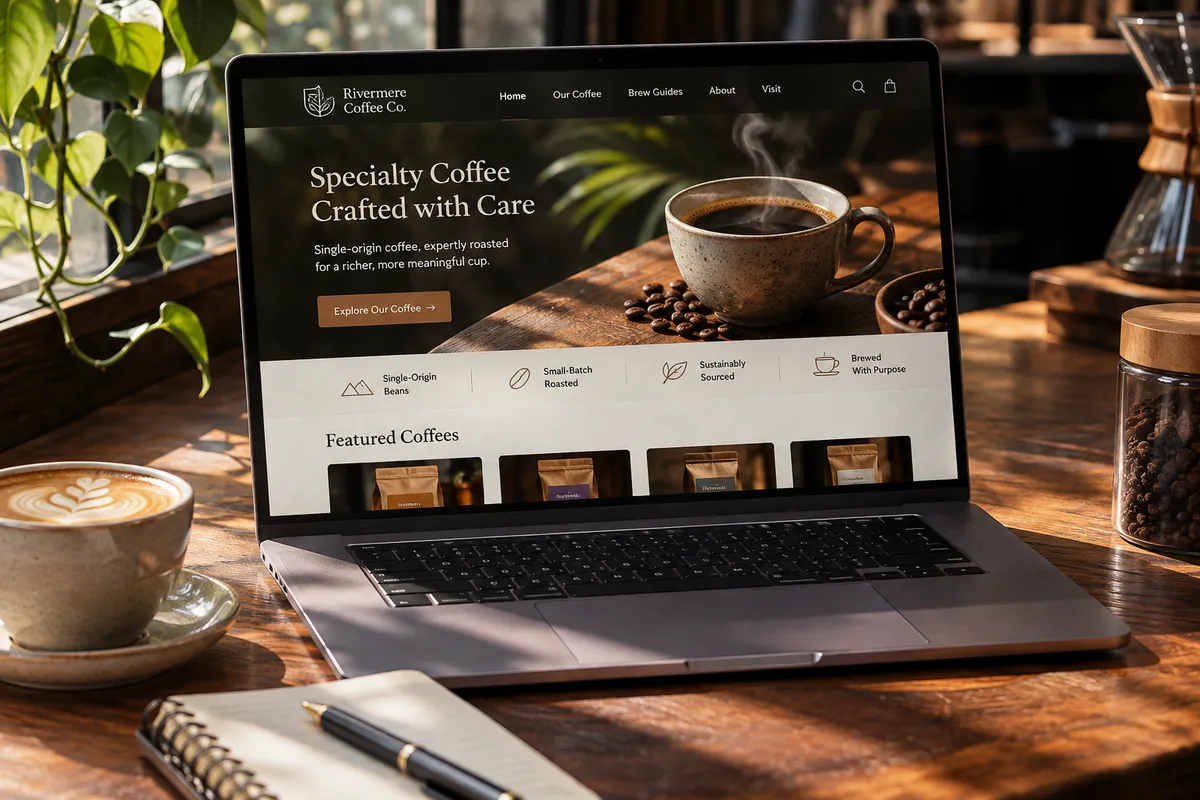 Rivermere
Coffee Co.
Home
Our Coffee
Brew Guides
About
Visit
Specialty Coffee
Crafted with Care
Single-origin coffee, expertly roasted
for a richer, more meaningful cup.
Explore Our Coffee →
Single-Origin
Beans
Small-Batch
Roasted
Sustainably
Sourced
Brewed
With Purpose
Featured Coffees